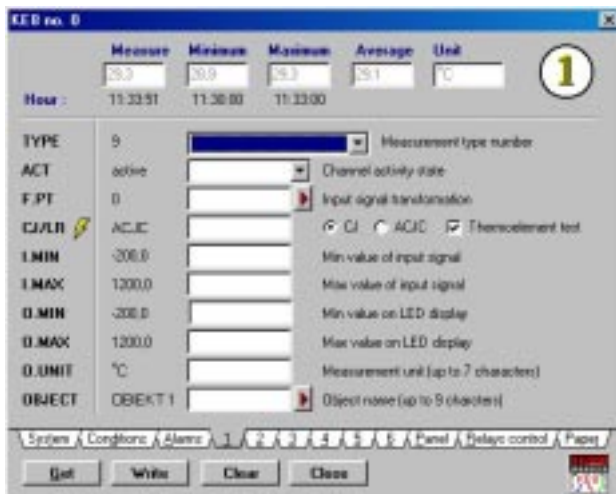 KEB no. 0
Measure Minimum Maximum Average Unit
29.3 28.9 29.3 29.1 °C
Hour : 11:33:51 11:30:00 11:33:00
1
TYPE 9 Measurement type number
ACT active Channel activity state
F.PT 0 Input signal transformation
CJ/LR AC/C CJ AC/C Thermoelement test
I.MIN -200,0 Min value of input signal
I.MAX 1200,0 Max value of input signal
O.MIN -200,0 Min value on LED display
O.MAX 1200,0 Max value on LED display
O.UNIT °C Measurement unit (up to 7 characters)
OBJECT OBIEKT 1 Object name (up to 9 charcters)
System Conditions Alarms 1 2 3 4 5 6 Panel Relays control Paper
Get Write Clear Close